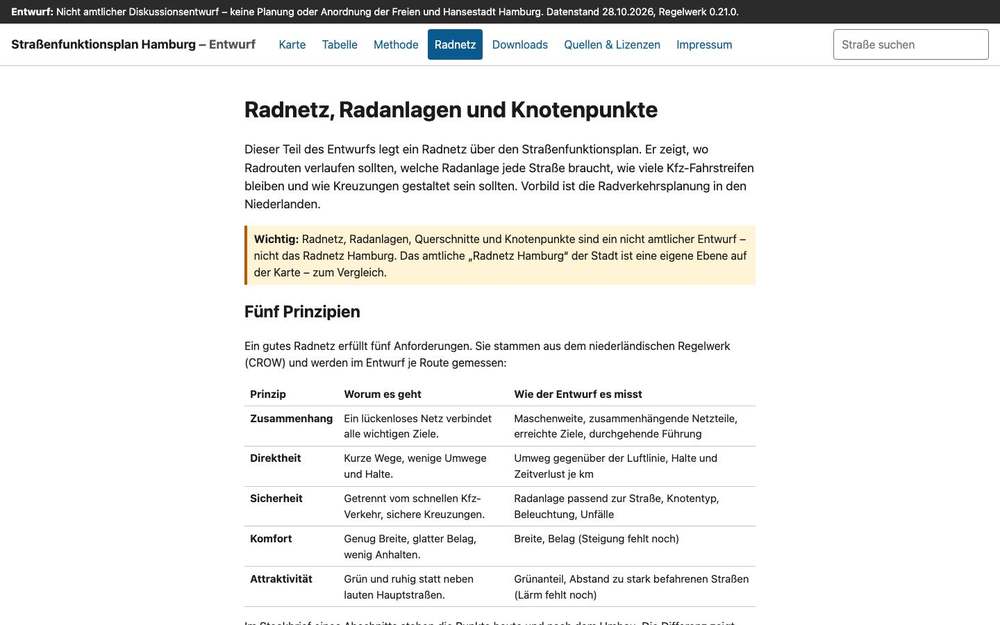 Entwurf: Nicht amtlicher Diskussionsentwurf – keine Planung oder Anordnung der Freien und Hansestadt Hamburg. Datenstand 28.10.2026, Regelwerk 0.21.0.
Straßenfunktionsplan Hamburg – Entwurf Karte Tabelle Methode Radnetz Downloads Quellen & Lizenzen Impressum Straße suchen
Radnetz, Radanlagen und Knotenpunkte
Dieser Teil des Entwurfs legt ein Radnetz über den Straßenfunktionsplan. Er zeigt, wo
Radrouten verlaufen sollten, welche Radanlage jede Straße braucht, wie viele Kfz-Fahrstreifen
bleiben und wie Kreuzungen gestaltet sein sollten. Vorbild ist die Radverkehrsplanung in den
Niederlanden.
Wichtig: Radnetz, Radanlagen, Querschnitte und Knotenpunkte sind ein nicht amtlicher Entwurf –
nicht das Radnetz Hamburg. Das amtliche „Radnetz Hamburg“ der Stadt ist eine eigene Ebene auf
der Karte – zum Vergleich.
Fünf Prinzipien
Ein gutes Radnetz erfüllt fünf Anforderungen. Sie stammen aus dem niederländischen Regelwerk
(CROW) und werden im Entwurf je Route gemessen:
Prinzip Worum es geht Wie der Entwurf es misst
Zusammenhang Ein lückenloses Netz verbindet Maschenweite, zusammenhängende Netzteile,
alle wichtigen Ziele. erreichte Ziele, durchgehende Führung
Direktheit Kurze Wege, wenige Umwege Umweg gegenüber der Luftlinie, Halte und
und Halte. Zeitverlust je km
Sicherheit Getrennt vom schnellen Kfz- Radanlage passend zur Straße, Knotentyp,
Verkehr, sichere Kreuzungen. Beleuchtung, Unfälle
Komfort Genug Breite, glatter Belag, Breite, Belag (Steigung fehlt noch)
wenig Anhalten.
Attraktivität Grün und ruhig statt neben Grünanteil, Abstand zu stark befahrenen Straßen
lauten Hauptstraßen. (Lärm fehlt noch)